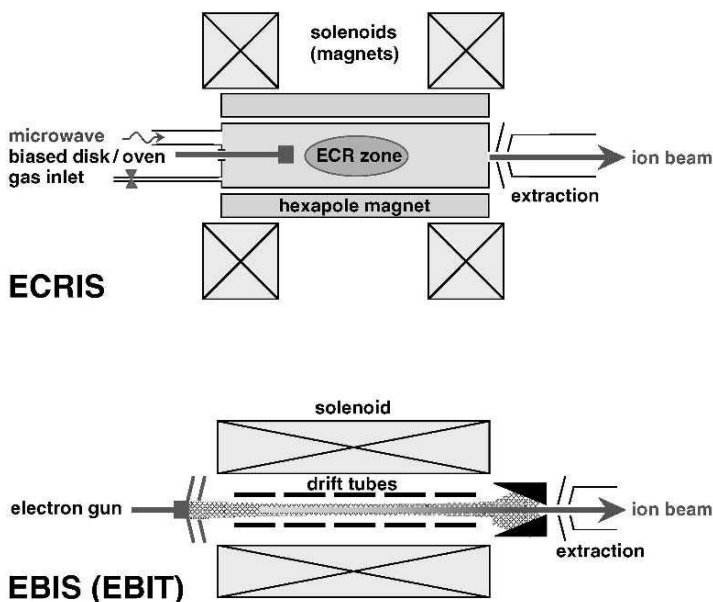 solenoids
(magnets)
microwave
biased disk/oven
gas inlet
ECR zone
ion beam
extraction
hexapole magnet
ECRIS
solenoid
drift tubes
electron gun
ion beam
extraction
EBIS (EBIT)